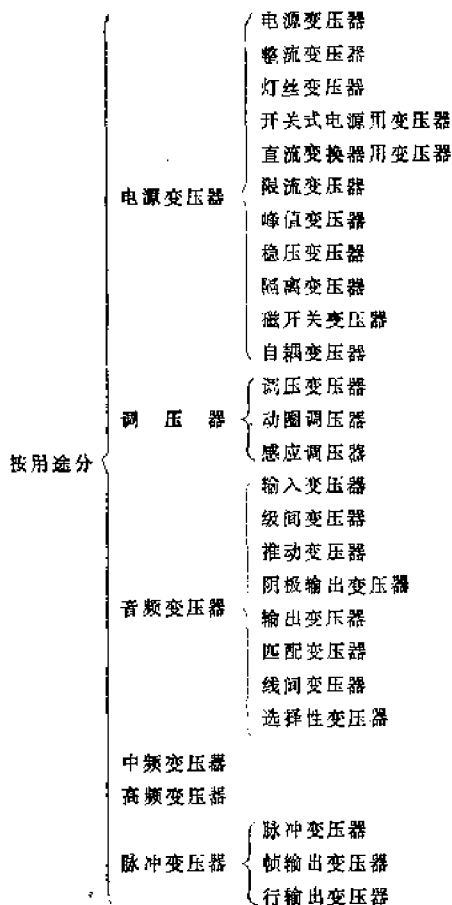 电源变压器
整流变压器
灯丝变压器
开关式电源用变压器
直流变换器用变压器
电源变压器
限流变压器
峰值变压器
稳压变压器
隔离变压器
磁开关变压器
自耦变压器
调压变压器
调压器
动圈调压器
感应调压器
按用途分
输入变压器
级间变压器
推动变压器
阴极输出变压器
音频变压器
输出变压器
匹配变压器
线间变压器
选择性变压器
中频变压器
高频变压器
脉冲变压器
脉冲变压器
帧输出变压器
行输出变压器